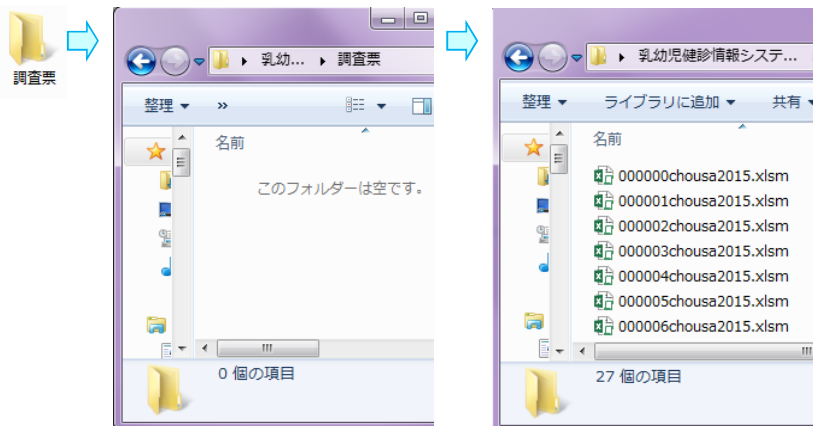 調査票
乳幼... 調査票
整理 »
名前
このフォルダーは空です。
0 個の項目
乳幼児健診情報システ...
整理 ライブラリに追加 共有
名前
000000chousa2015.xlsm
000001chousa2015.xlsm
000002chousa2015.xlsm
000003chousa2015.xlsm
000004chousa2015.xlsm
000005chousa2015.xlsm
000006chousa2015.xlsm
27 個の項目